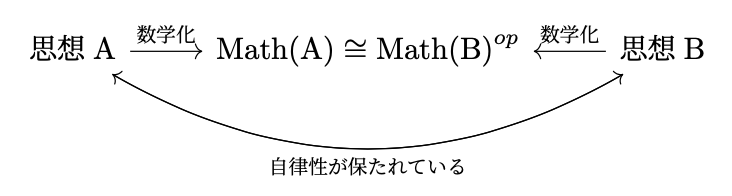 数学化 数学化
思想 A → Math(A) ≅ Math(B)^{op} ← 思想 B
自律性が保たれている